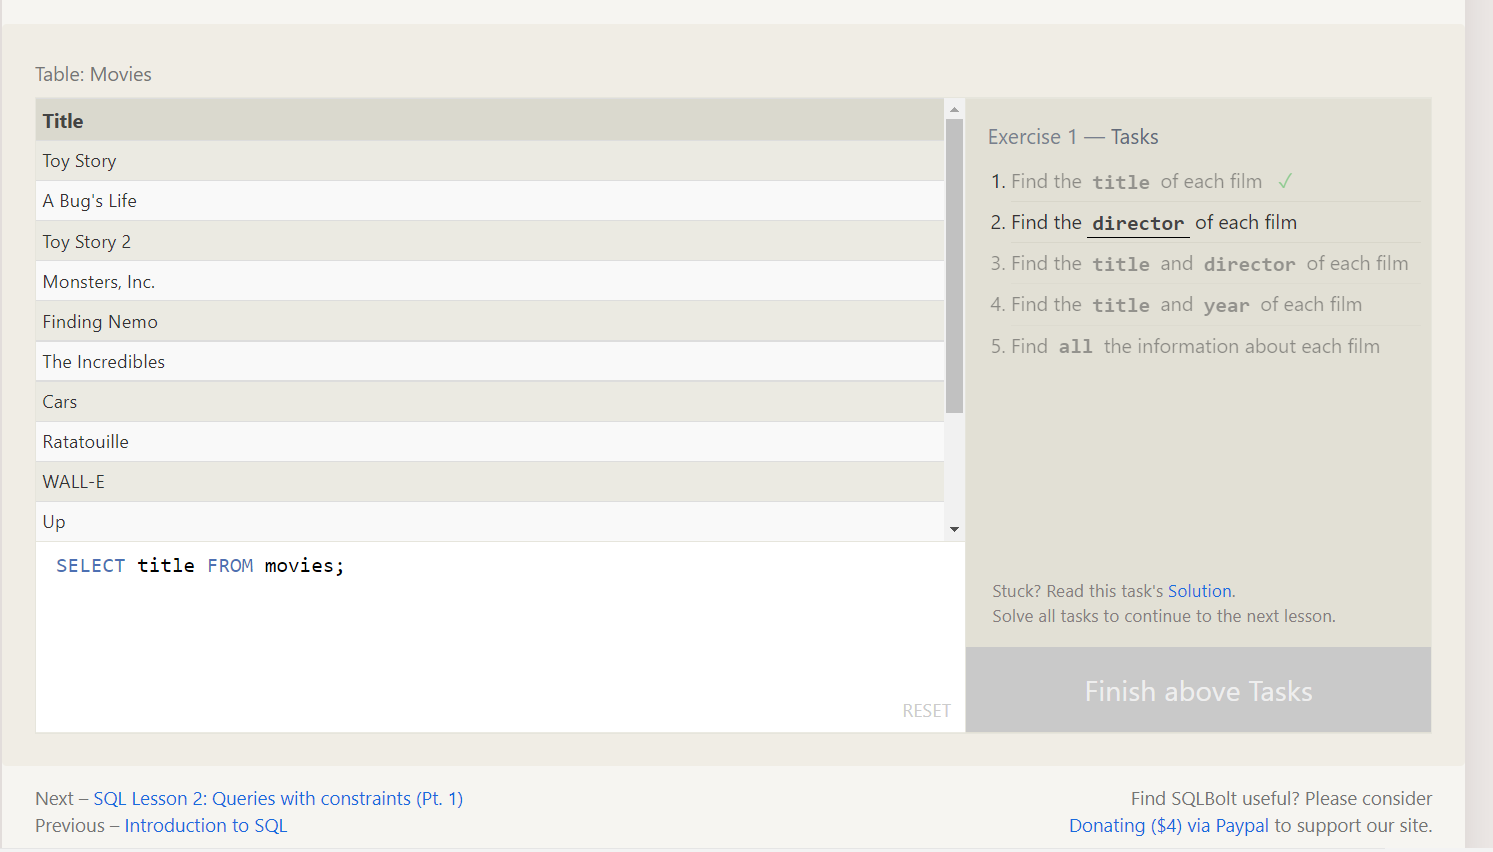 Table: Movies
Title
Toy Story
A Bug's Life
Toy Story 2
Monsters, Inc.
Finding Nemo
The Incredibles
Cars
Ratatouille
WALL-E
Up
SELECT title FROM movies;
RESET
Exercise 1 — Tasks
1. Find the title of each film ✓
2. Find the director of each film
3. Find the title and director of each film
4. Find the title and year of each film
5. Find all the information about each film
Stuck? Read this task's Solution.
Solve all tasks to continue to the next lesson.
Finish above Tasks
Next – SQL Lesson 2: Queries with constraints (Pt. 1)
Previous – Introduction to SQL
Find SQLBolt useful? Please consider
Donating ($4) via Paypal to support our site.